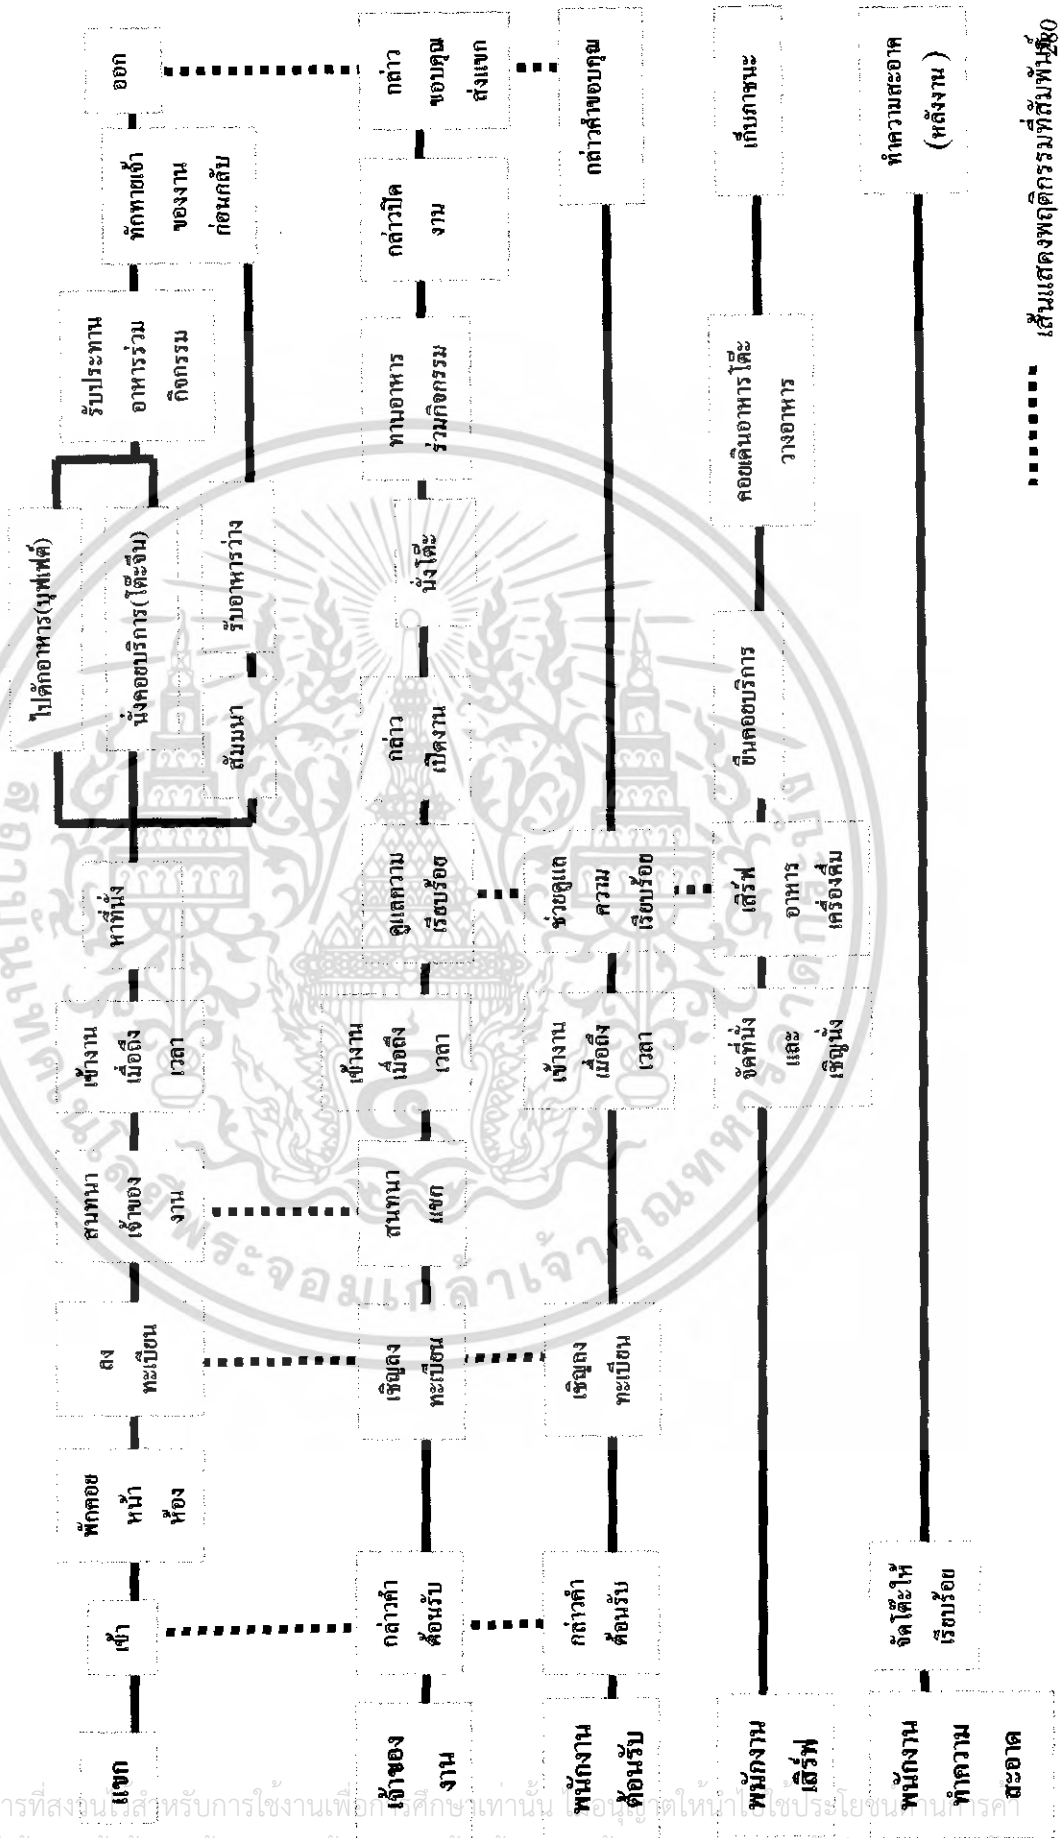 แขก
เข้า
พักคอย
หน้า
ห้อง
ลง
ทะเบียน
สนทนา
เจ้าของ
งาน
เข้างาน
เมื่อถึง
เวลา
หาที่นั่ง
ไปตักอาหาร(บุฟเฟต์)
นั่งคอยบริการ(โต๊ะจีน)
สัมมนา
รับอาหารว่าง
รับประทาน
อาหารร่วม
กิจกรรม
ทักทายเจ้า
ของงาน
ก่อนกลับ
ออก
เจ้าของ
งาน
กล่าวคำ
ต้อนรับ
เชิญลง
ทะเบียน
สนทนา
แขก
เข้างาน
เมื่อถึง
เวลา
ดูแลความ
เรียบร้อย
กล่าว
เปิดงาน
นั่งโต๊ะ
ทานอาหาร
ร่วมกิจกรรม
กล่าวปิด
งาน
กล่าว
ขอบคุณ
ส่งแขก
พนักงาน
ต้อนรับ
กล่าวคำ
ต้อนรับ
เชิญลง
ทะเบียน
เข้างาน
เมื่อถึง
เวลา
ช่วยดูแล
ความ
เรียบร้อย
กล่าวคำขอบคุณ
พนักงาน
เสิร์ฟ
จัดที่นั่ง
และ
เชิญนั่ง
เสิร์ฟ
อาหาร
เครื่องดื่ม
ยืนคอยบริการ
คอยเดินอาหารโต๊ะ
วางอาหาร
เก็บภาชนะ
พนักงาน
ทำความ
สะอาด
จัดโต๊ะให้
เรียบร้อย
ทำความสะอาด
(หลังงาน)
เส้นแสดงพฤติกรรมที่สัมพันธ์
280
พระจอมเกล้าเจ้าคุณทหาร